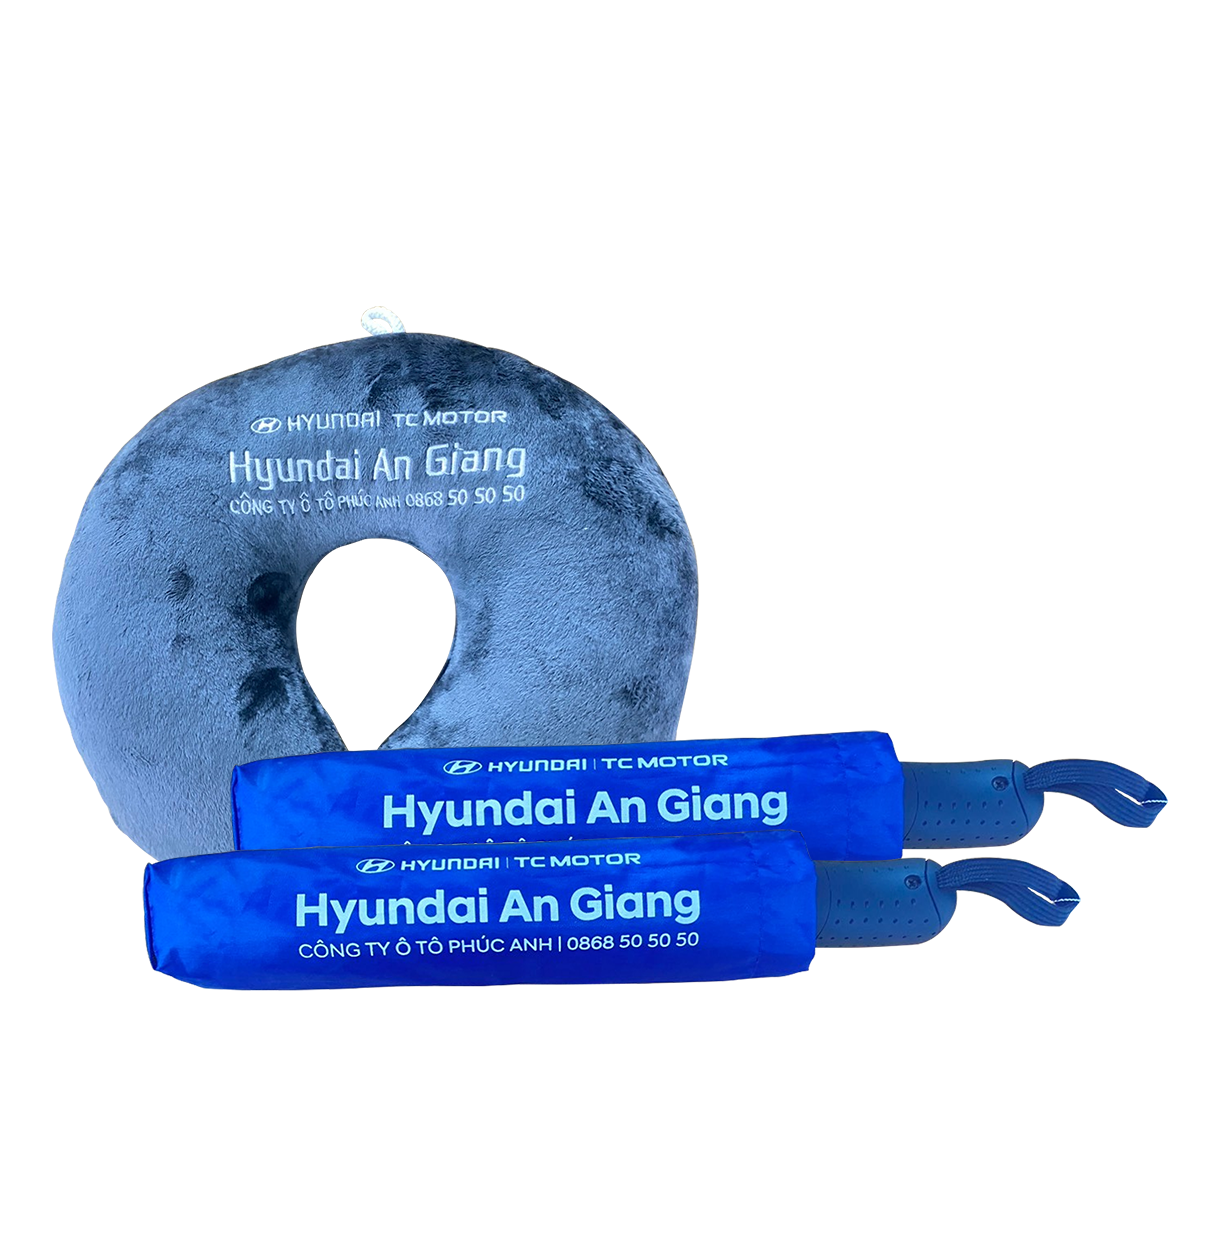 HYUNDAI TC MOTOR
Hyundai An Giang
CÔNG TY Ô TÔ PHÚC ANH 0868 50 50 50
HYUNDAI | TC MOTOR
Hyundai An Giang
HYUNDAI | TC MOTOR
Hyundai An Giang
CÔNG TY Ô TÔ PHÚC ANH | 0868 50 50 50